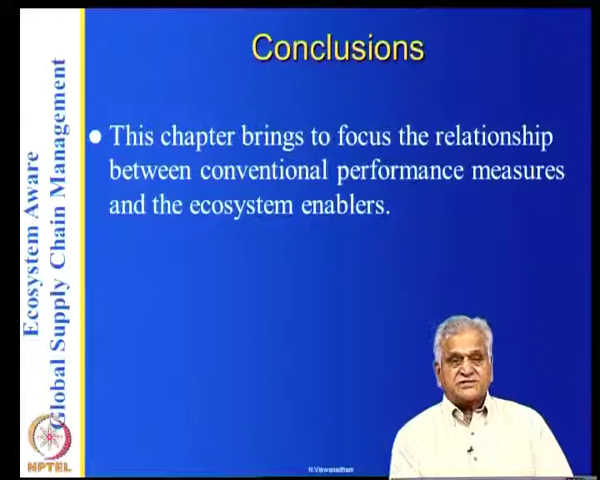 Conclusions
This chapter brings to focus the relationship
between conventional performance measures
and the ecosystem enablers.
Ecosystem Aware
Global Supply Chain Management
NPTEL
N.Viswanadham